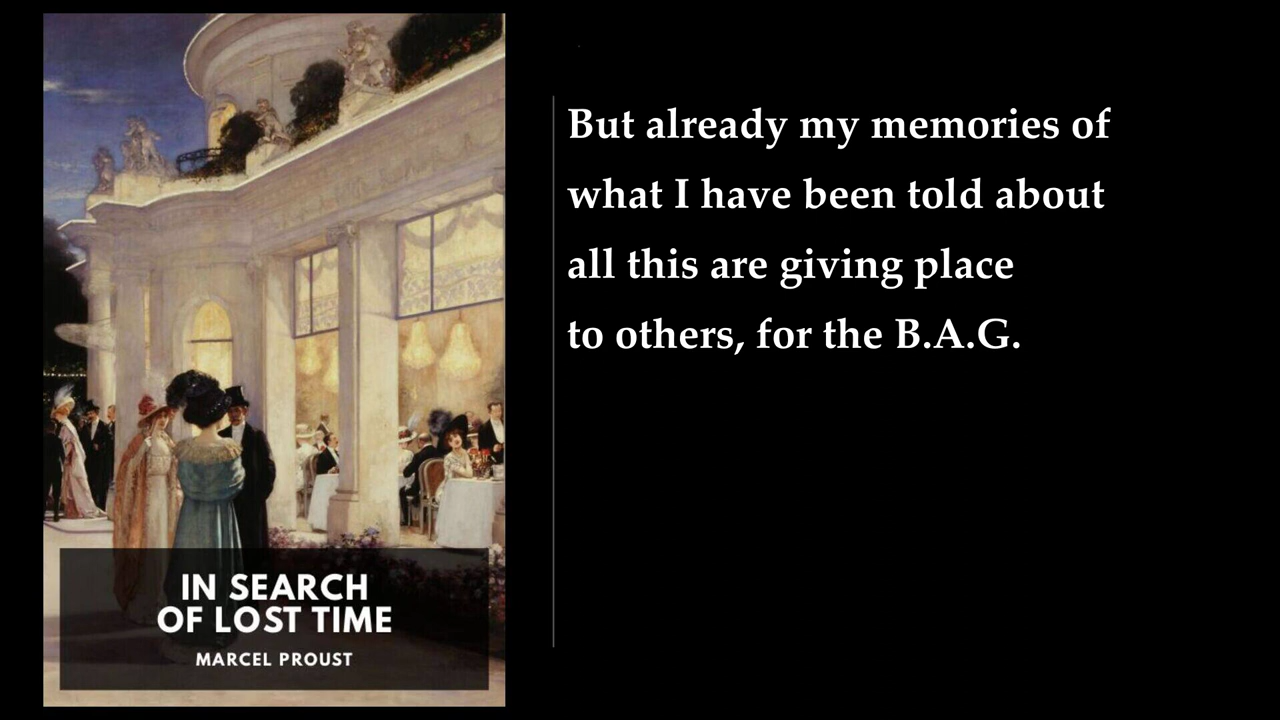 IN SEARCH
OF LOST TIME
MARCEL PROUST
But already my memories of
what I have been told about
all this are giving place
to others, for the B.A.G.